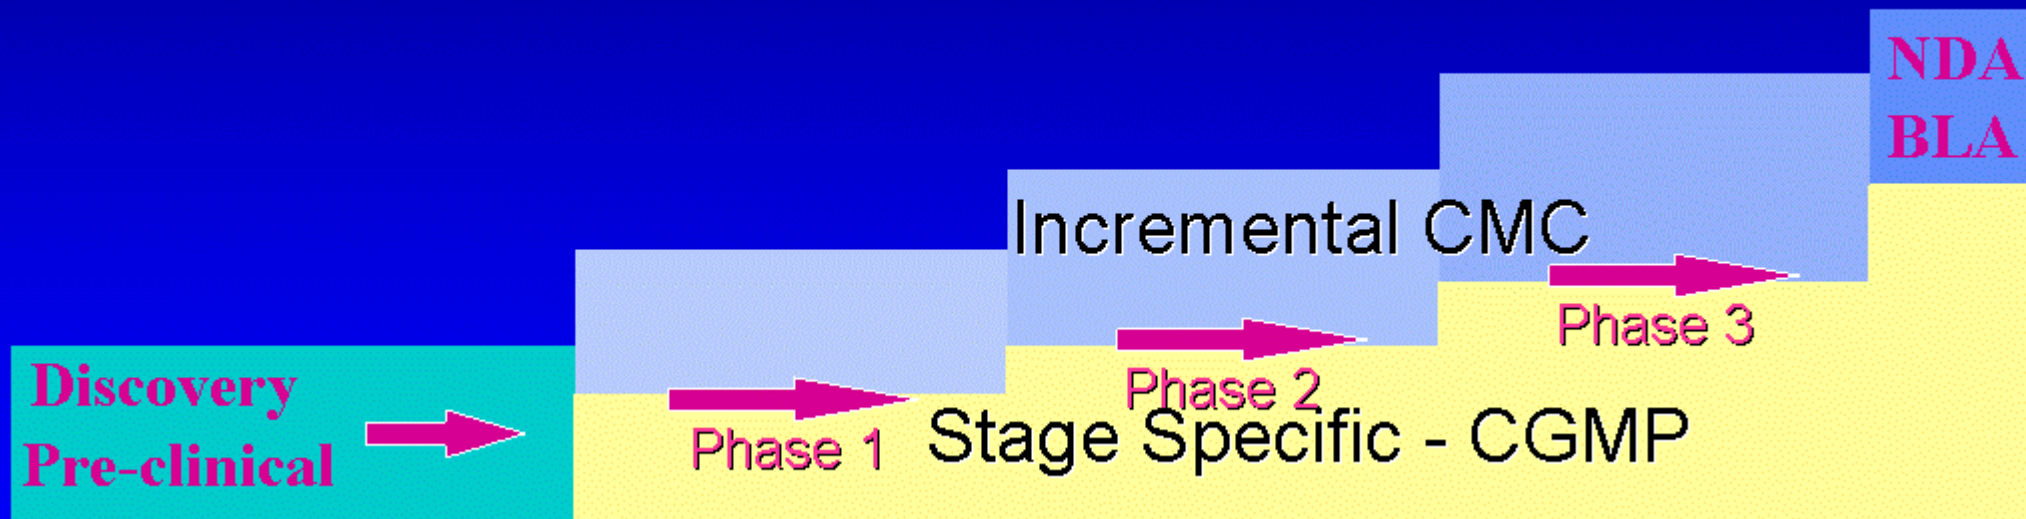 NDA
BLA
Incremental CMC
Phase 3
Discovery
Pre-clinical
Phase 2
Phase 1
Stage Specific - CGMP